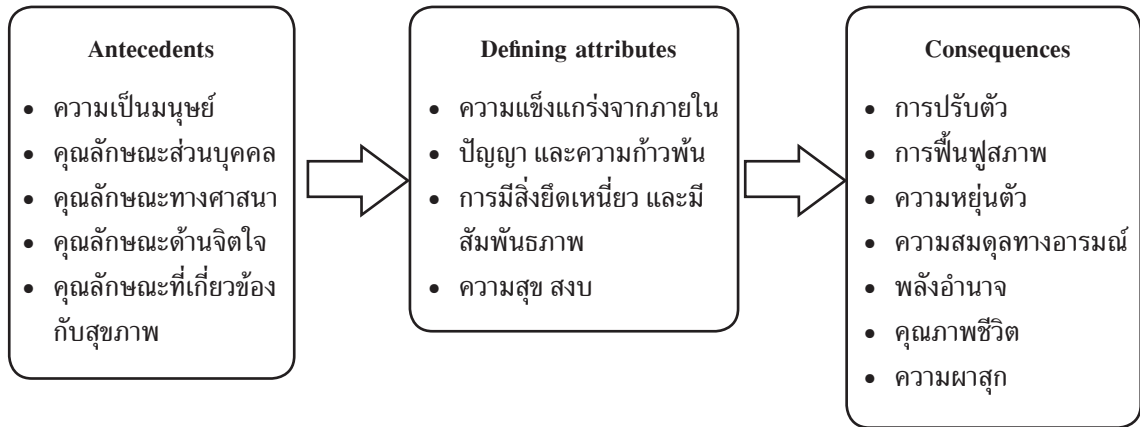 Antecedents
• ความเป็นมนุษย์
• คุณลักษณะส่วนบุคคล
• คุณลักษณะทางศาสนา
• คุณลักษณะด้านจิตใจ
• คุณลักษณะที่เกี่ยวข้อง
กับสุขภาพ
Defining attributes
• ความแข็งแกร่งจากภายใน
• ปัญญา และความก้าวพ้น
• การมีสิ่งยึดเหนี่ยว และมี
สัมพันธภาพ
• ความสุข สงบ
Consequences
• การปรับตัว
• การฟื้นฟูสภาพ
• ความหยุ่นตัว
• ความสมดุลทางอารมณ์
• พลังอำนาจ
• คุณภาพชีวิต
• ความผาสุก